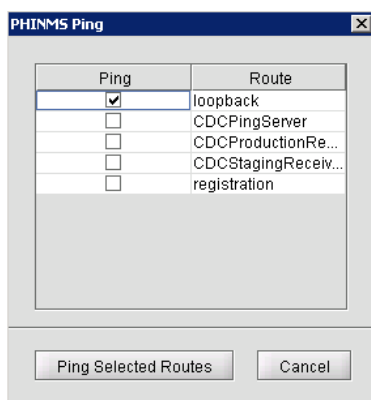 PHINMS Ping
Ping Route
loopback
CDCPingServer
CDCProductionRe...
CDCStagingReceiv...
registration
Ping Selected Routes Cancel